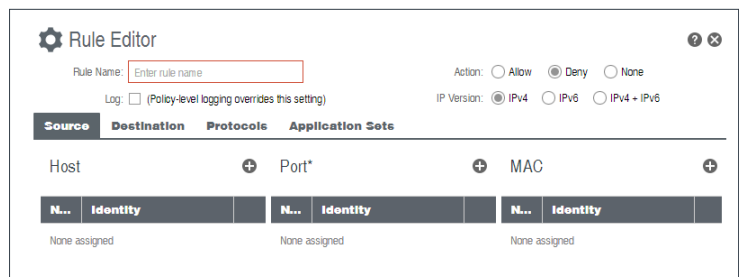 Rule Editor
Rule Name: Enter rule name
Action: Allow Deny None
Log: (Policy-level logging overrides this setting)
IP Version: IPv4 IPv6 IPv4 + IPv6
Source Destination Protocols Application Sets
Host Port* MAC
N... Identity N... Identity N... Identity
None assigned None assigned None assigned